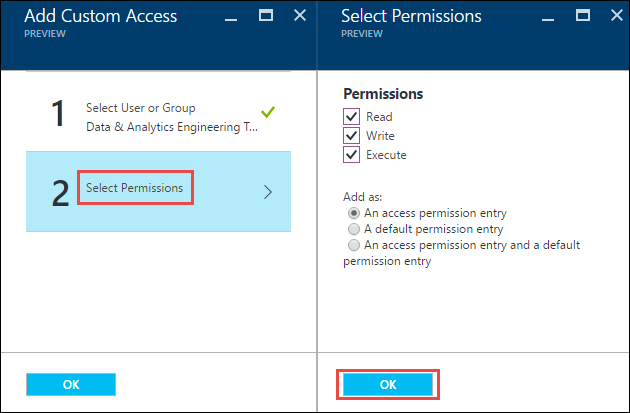 Add Custom Access
PREVIEW
1
Select User or Group
Data & Analytics Engineering T...
2
Select Permissions
OK
Select Permissions
PREVIEW
Permissions
Read
Write
Execute
Add as:
An access permission entry
A default permission entry
An access permission entry and a default
permission entry
OK